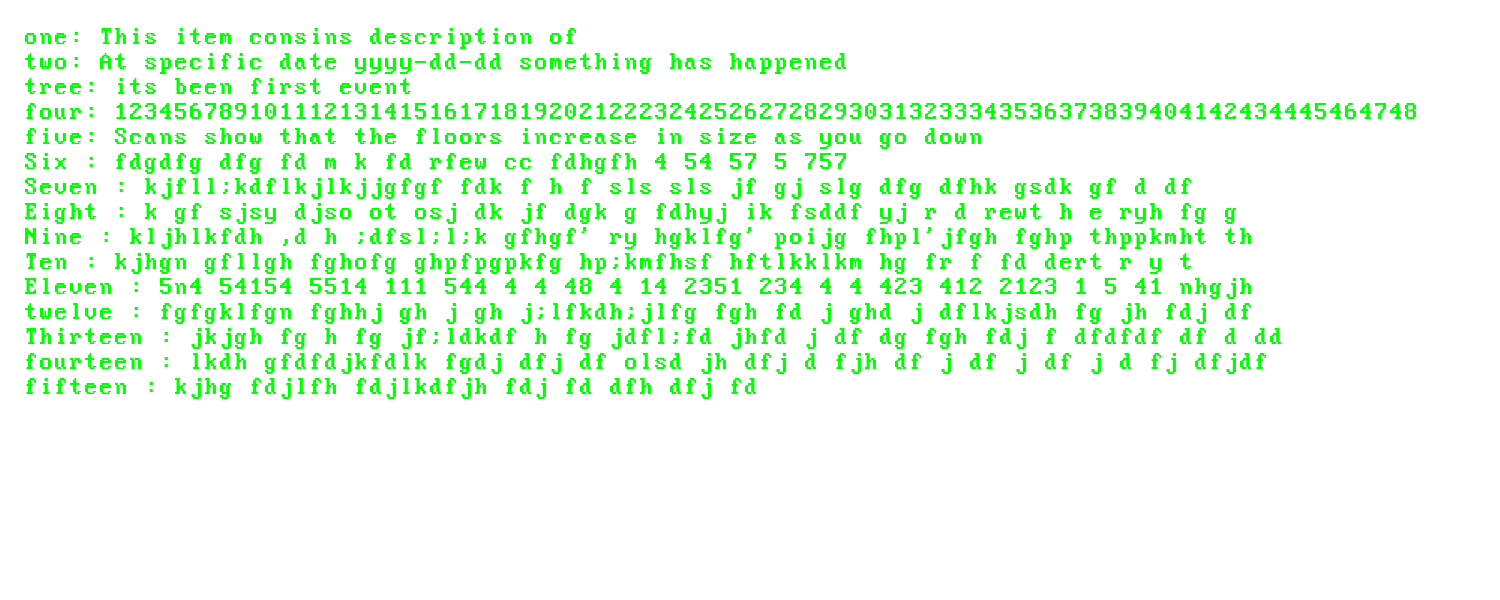 one: This item consins description of
two: At specific date yyyy-dd-dd something has happened
tree: its been first event
four: 123456789101112131415161718192021222324252627282930313233343536373839404142434445464748
five: Scans show that the floors increase in size as you go down
Six : fdgdfg dfg fd m k fd rfew cc fdhgfh 4 54 57 5 757
Seven : kjfll;kdflkjlkjjgfgf fdk f h f sls sls jf gj slg dfg dfhk gsdk gf d df
Eight : k gf sjsy djso ot osj dk jf dgk g fdhyj ik fsddf yj r d rewt h e ryh fg g
Nine : kljhlkfdh ,d h ;dfsl;l;k gfhgf' ry hgklfg' poijg fhpl'jfgh fghp thppkmht th
Ten : kjhgn gfllgh fghofg ghpfpgpkfg hp;kmfhsf hftlkklkm hg fr f fd dert r y t
Eleven : 5n4 54154 5514 111 544 4 4 48 4 14 2351 234 4 4 423 412 2123 1 5 41 nhgjh
twelve : fgfgklfgn fghhj gh j gh j;lfkdh;jlfg fgh fd j ghd j dflkjsdh fg jh fdj df
Thirteen : jkjgh fg h fg jf;ldkdf h fg jdfl;fd jhfd j df dg fgh fdj f dfdfdf df d dd
fourteen : lkdh gfdfdjkfdlk fgdj dfj df olsd jh dfj d fjh df j df j df j d fj dfjdf
fifteen : kjhg fdjlfh fdjlkdfjh fdj fd dfh dfj fd